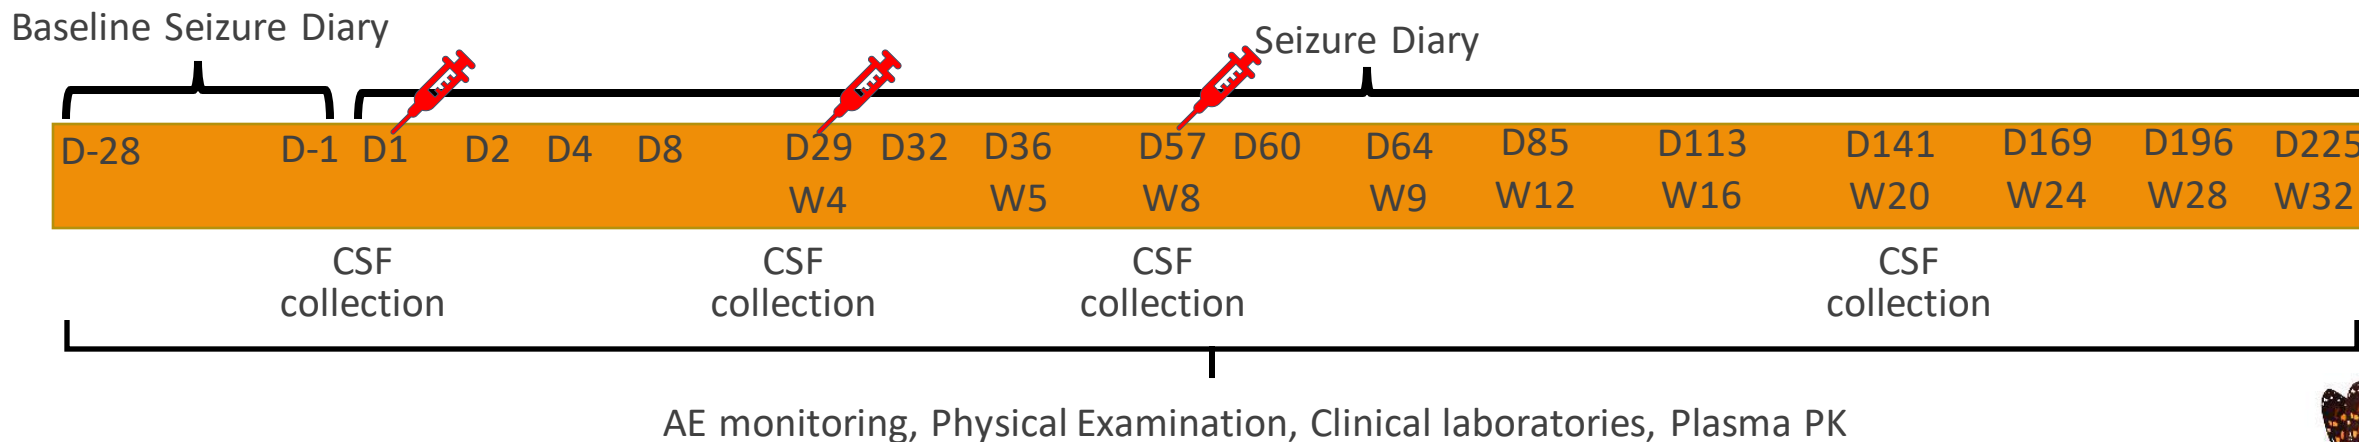 Baseline Seizure Diary
Seizure Diary
D-28 D-1 D1 D2 D4 D8 D29 D32 D36 D57 D60 D64 D85 D113 D141 D169 D196 D225
W4 W5 W8 W9 W12 W16 W20 W24 W28 W32
CSF CSF CSF CSF
collection collection collection collection
AE monitoring, Physical Examination, Clinical laboratories, Plasma PK